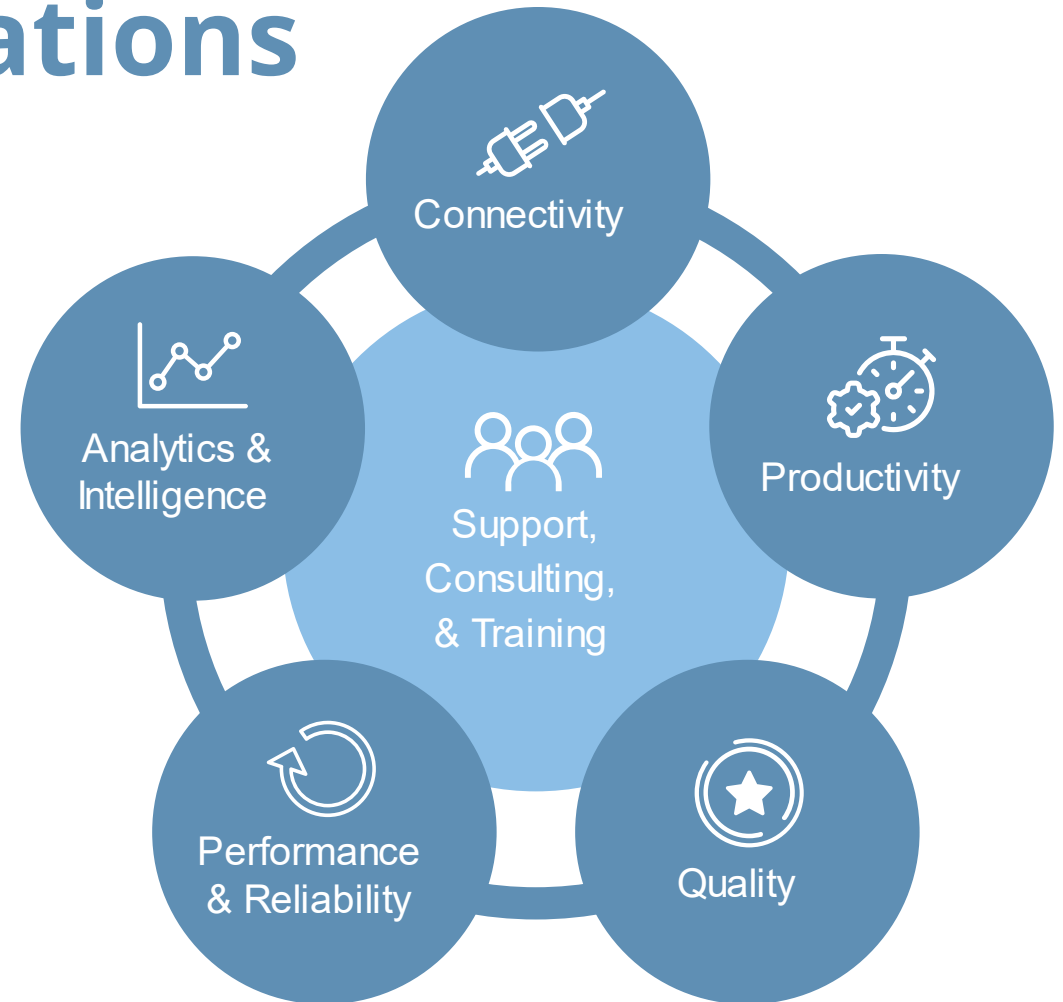 ations
Connectivity
Analytics &
Intelligence
Productivity
Support,
Consulting,
& Training
Performance
& Reliability
Quality